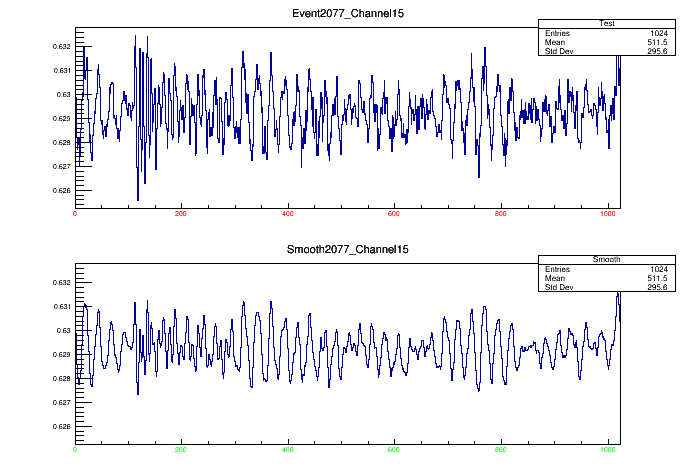 Event2077_Channel15
Test
Entries 1024
Mean 511.5
Std Dev 295.6
0.632
0.631
0.63
0.629
0.628
0.627
0.626
0 200 400 600 800 1000
Smooth2077_Channel15
Smooth
Entries 1024
Mean 511.5
Std Dev 295.6
0.632
0.631
0.63
0.629
0.628
0.627
0.626
0 200 400 600 800 1000